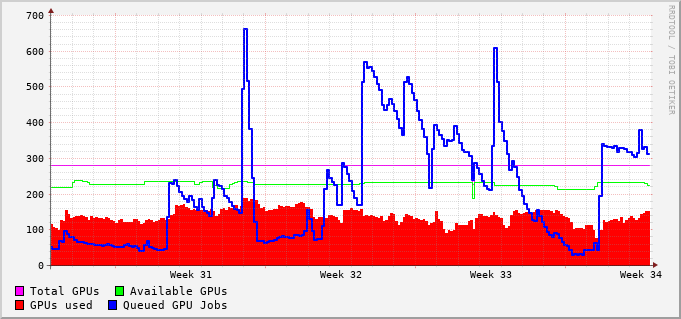 700
600
500
400
300
200
100
0
Week 31 Week 32 Week 33 Week 34
Total GPUs Available GPUs
GPUs used Queued GPU Jobs
RRDTOOL / TOBI OETIKER